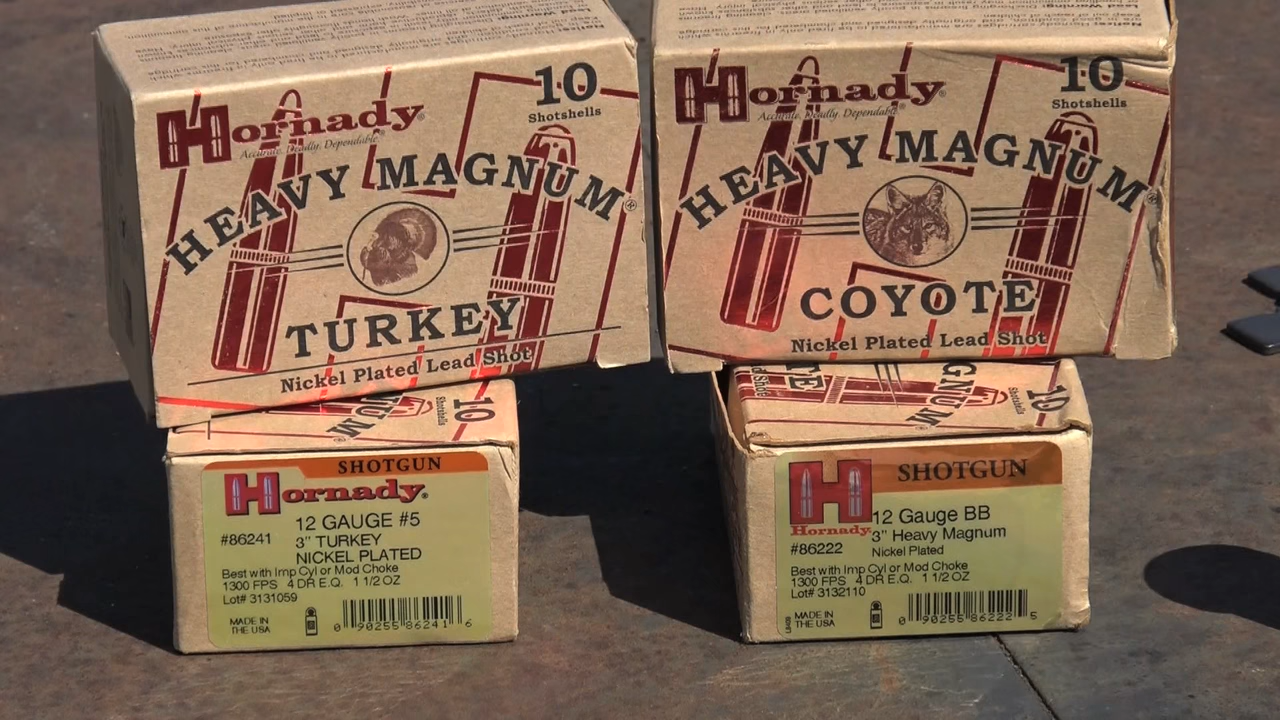 Hornady
Accurate. Deadly. Dependable.®
10
Shotshells
HEAVY MAGNUM®
TURKEY
Nickel Plated Lead Shot
Hornady
Accurate. Deadly. Dependable.®
10
Shotshells
HEAVY MAGNUM®
COYOTE
Nickel Plated Lead Shot
10
Shotshells
SHOTGUN
Hornady®
12 GAUGE #5
#86241
3” TURKEY
NICKEL PLATED
Best with Imp Cyl or Mod Choke
1300 FPS 4 DR E.Q. 1 1/2 OZ
Lot# 3131059
MADE IN
THE USA
0 90255 86241 6
10
Shotshells
SHOTGUN
H
Hornady®
12 Gauge BB
3” Heavy Magnum
#86222
Nickel Plated
Best with Imp Cyl or Mod Choke
1300 FPS 4 DR E.Q. 1 1/2 OZ
Lot# 3132110
MADE IN
THE USA
0 90255 86222 5